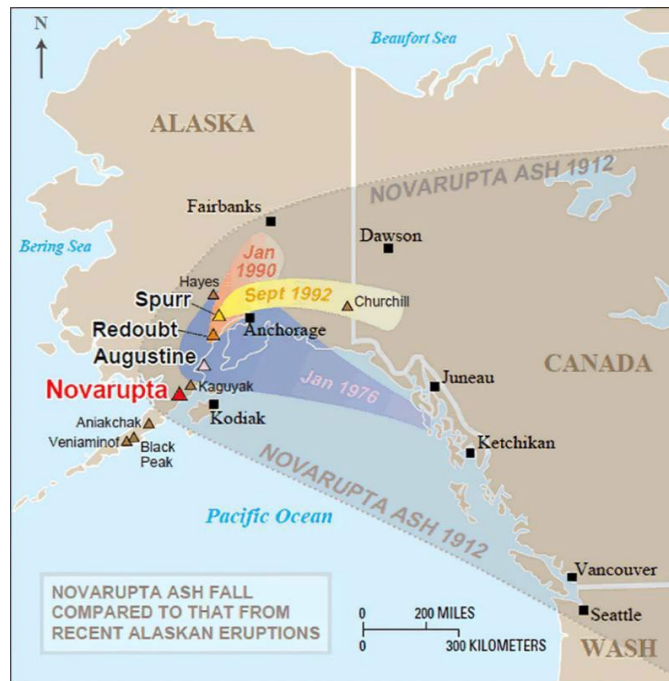 N
Beaufort Sea
ALASKA
NOVARUPTA ASH 1912
Fairbanks
Dawson
Bering Sea
Jan
1990
Hayes
Sept 1992
Churchill
Spurr
Anchorage
Redoubt
Augustine
CANADA
Novarupta
Kaguyak
Jan 1976
Juneau
Kodiak
Aniakchak
Veniaminof
Black
Peak
Ketchikan
NOVARUPTA ASH 1912
Pacific Ocean
Vancouver
NOVARUPTA ASH FALL
COMPARED TO THAT FROM
RECENT ALASKAN ERUPTIONS
0 200 MILES
0 300 KILOMETERS
Seattle
WASH